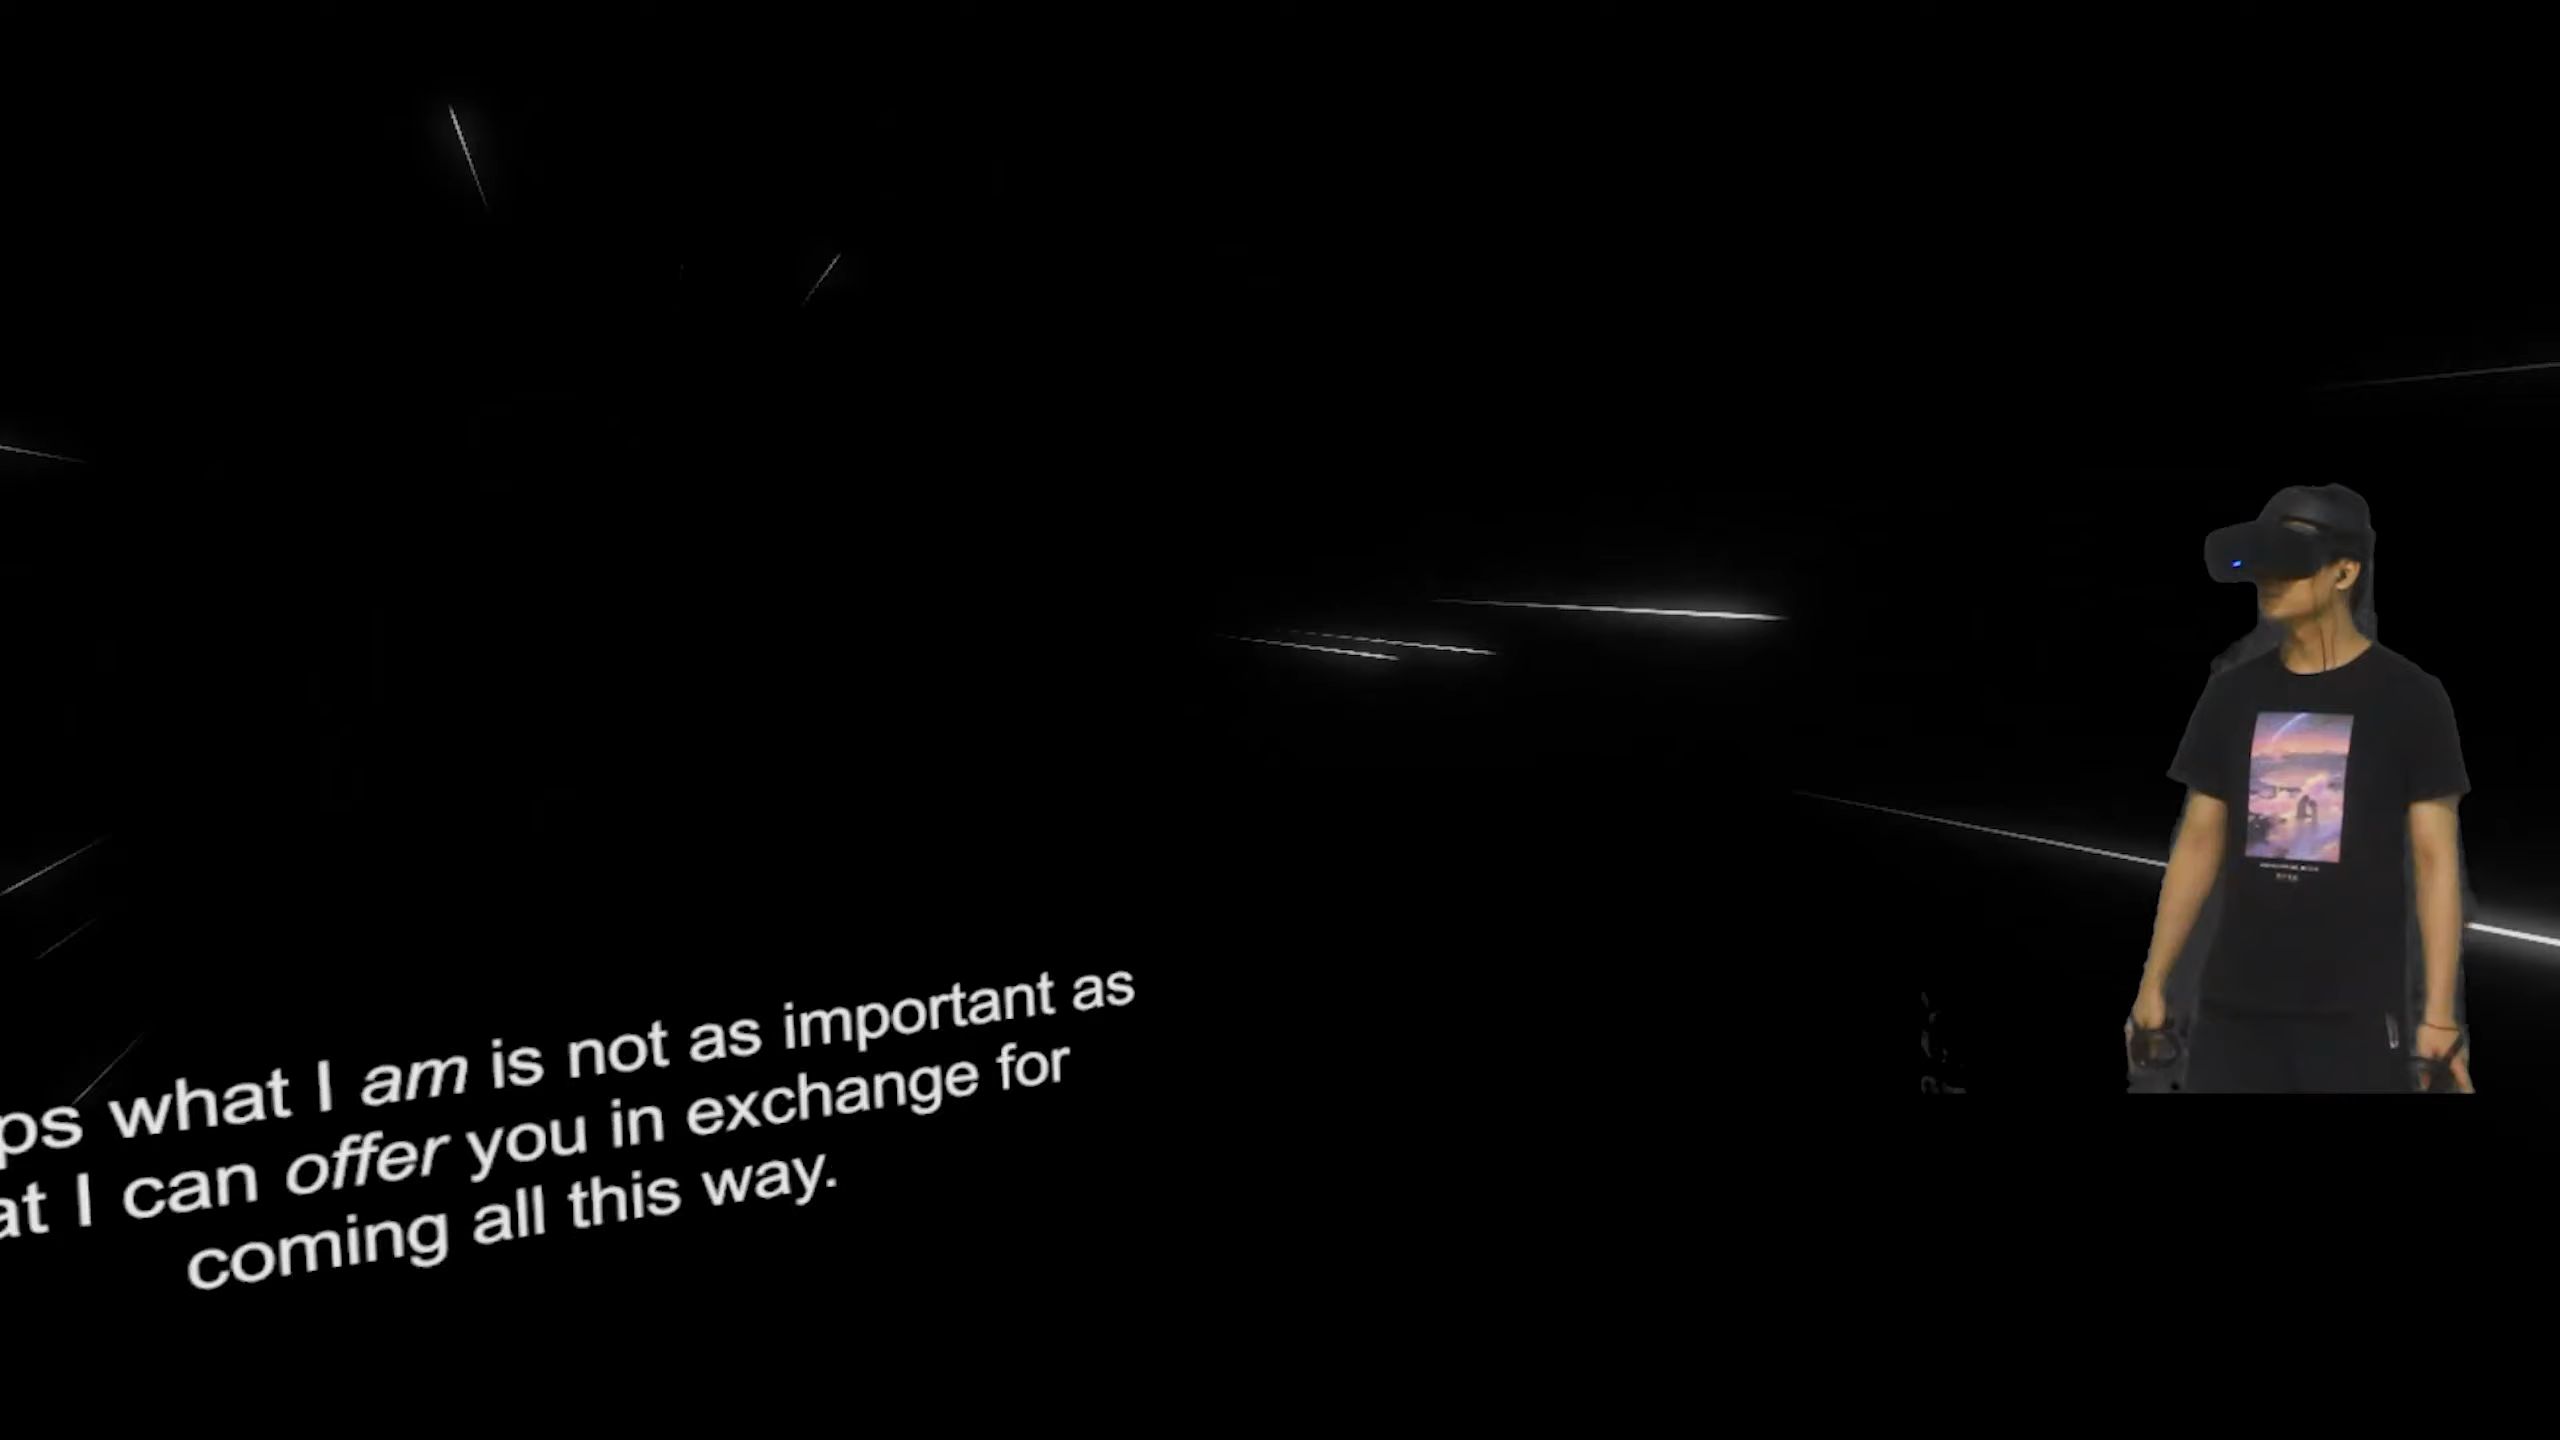 ps what I am is not as important as
at I can offer you in exchange for
coming all this way.